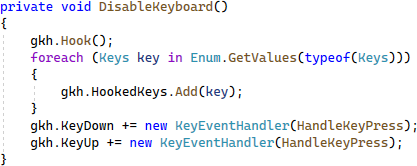 private void DisableKeyboard()
{
    gkh.Hook();
    foreach (Keys key in Enum.GetValues(typeof(Keys)))
    {
        gkh.HookedKeys.Add(key);
    }
    gkh.KeyDown += new KeyEventHandler(HandleKeyPress);
    gkh.KeyUp += new KeyEventHandler(HandleKeyPress);
}